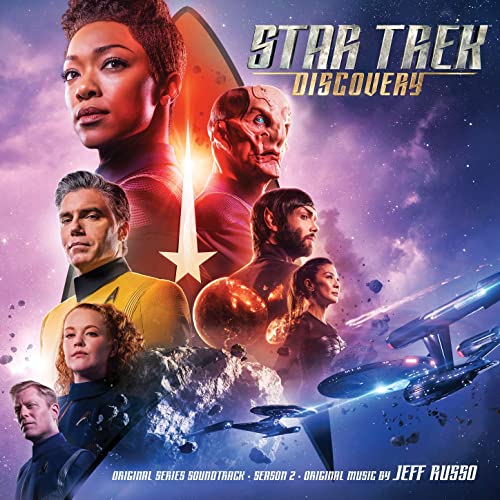 STAR TREK
DISCOVERY
ORIGINAL SERIES SOUNDTRACK · SEASON 2 · ORIGINAL MUSIC BY JEFF RUSSO